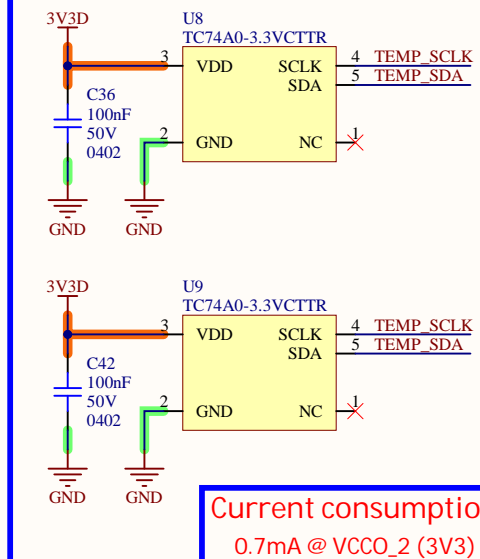 3V3D
U8
TC74A0-3.3VCTTR
3 VDD SCLK 4 TEMP_SCLK
SDA 5 TEMP_SDA
C36
100nF
50V
0402
2 GND NC 1
GND GND
3V3D
U9
TC74A0-3.3VCTTR
3 VDD SCLK 4 TEMP_SCLK
SDA 5 TEMP_SDA
C42
100nF
50V
0402
2 GND NC 1
GND GND
Current consumptio
0.7mA @ VCCO_2 (3V3)